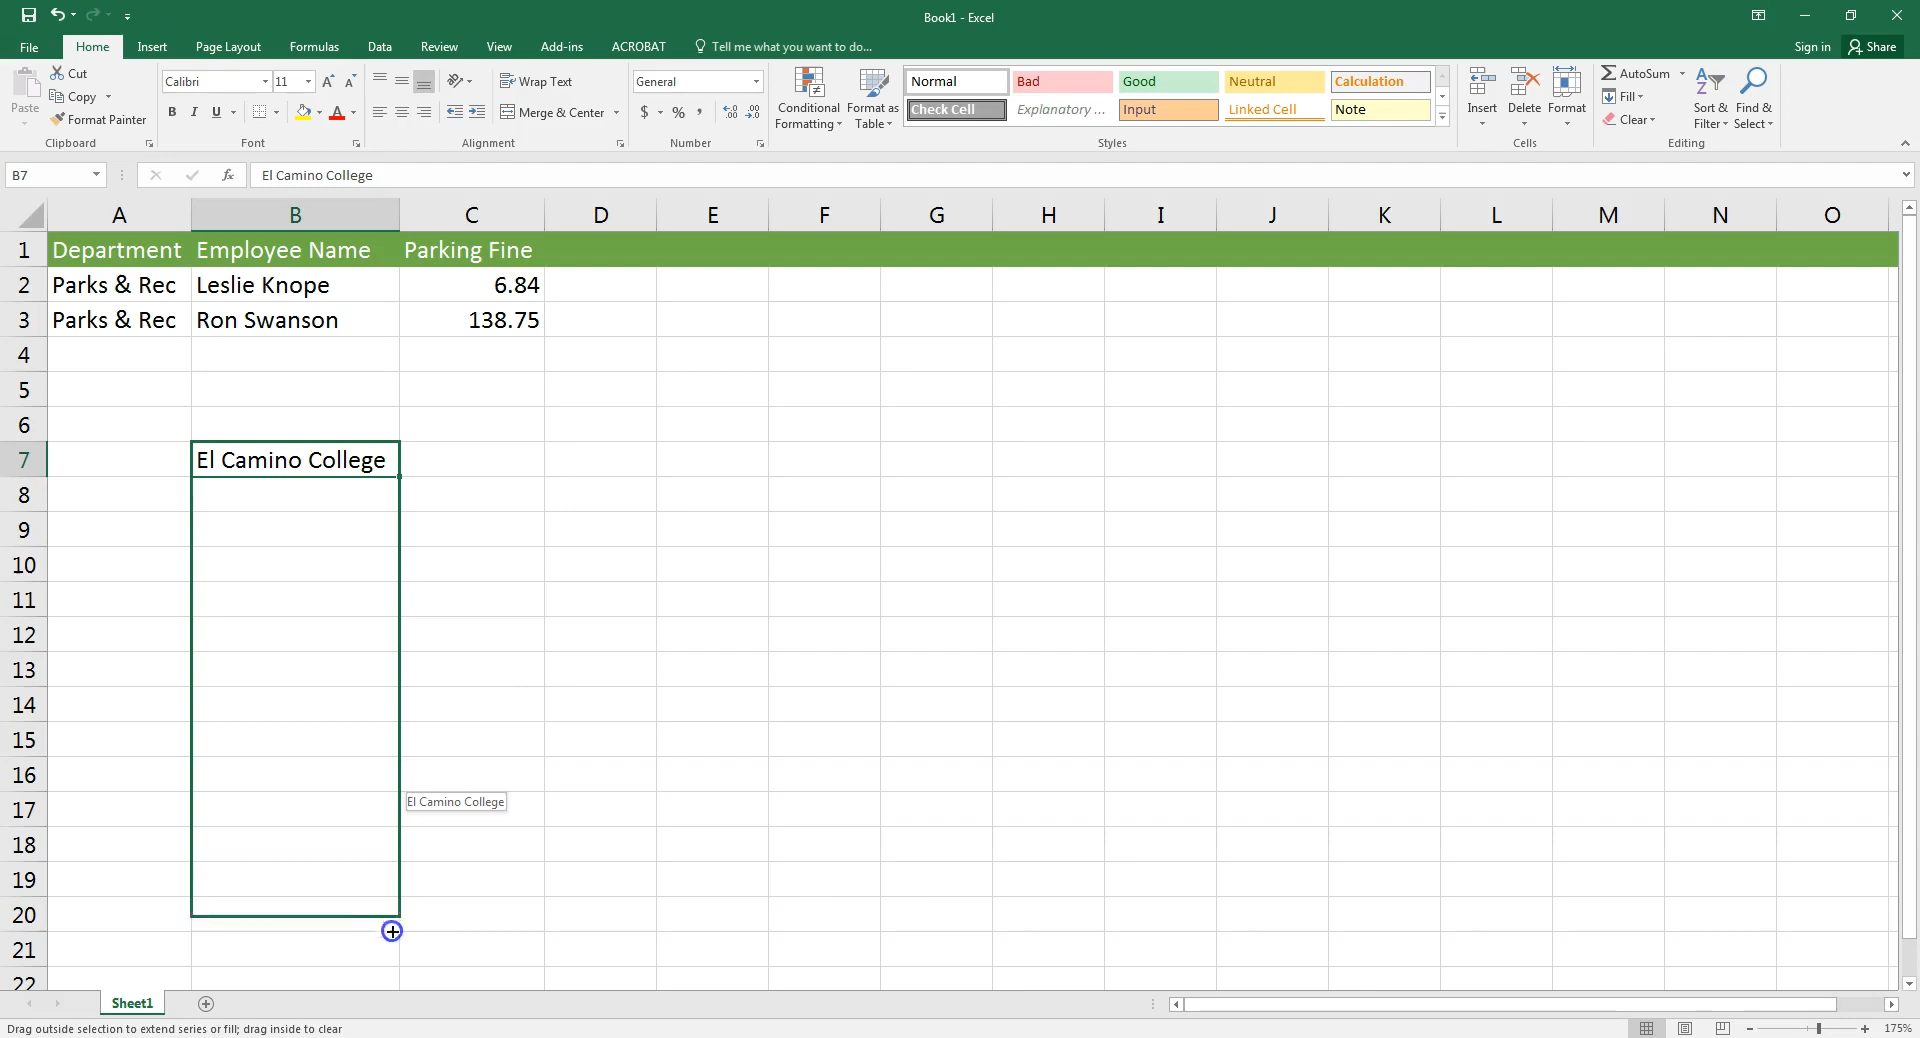 Book1 - Excel
File Home Insert Page Layout Formulas Data Review View Add-ins ACROBAT Tell me what you want to do... Sign in Share
Paste Cut
Copy
Format Painter
Clipboard
Calibri 11
B I U
Font
Wrap Text
Merge & Center
Alignment
General
$ % ,
Number
Conditional Formatting
Format as Table
Normal Bad Good Neutral Calculation
Check Cell Explanatory ... Input Linked Cell Note
Styles
Insert Delete Format
Cells
AutoSum
Fill
Clear
Sort & Filter
Find & Select
Editing
B7 fx El Camino College
A B C D E F G H I J K L M N O
1 Department Employee Name Parking Fine
2 Parks & Rec Leslie Knope 6.84
3 Parks & Rec Ron Swanson 138.75
4
5
6
7 El Camino College
8
9
10
11
12
13
14
15
16
17 El Camino College
18
19
20
21
22
Sheet1
Drag outside selection to extend series or fill; drag inside to clear 175%